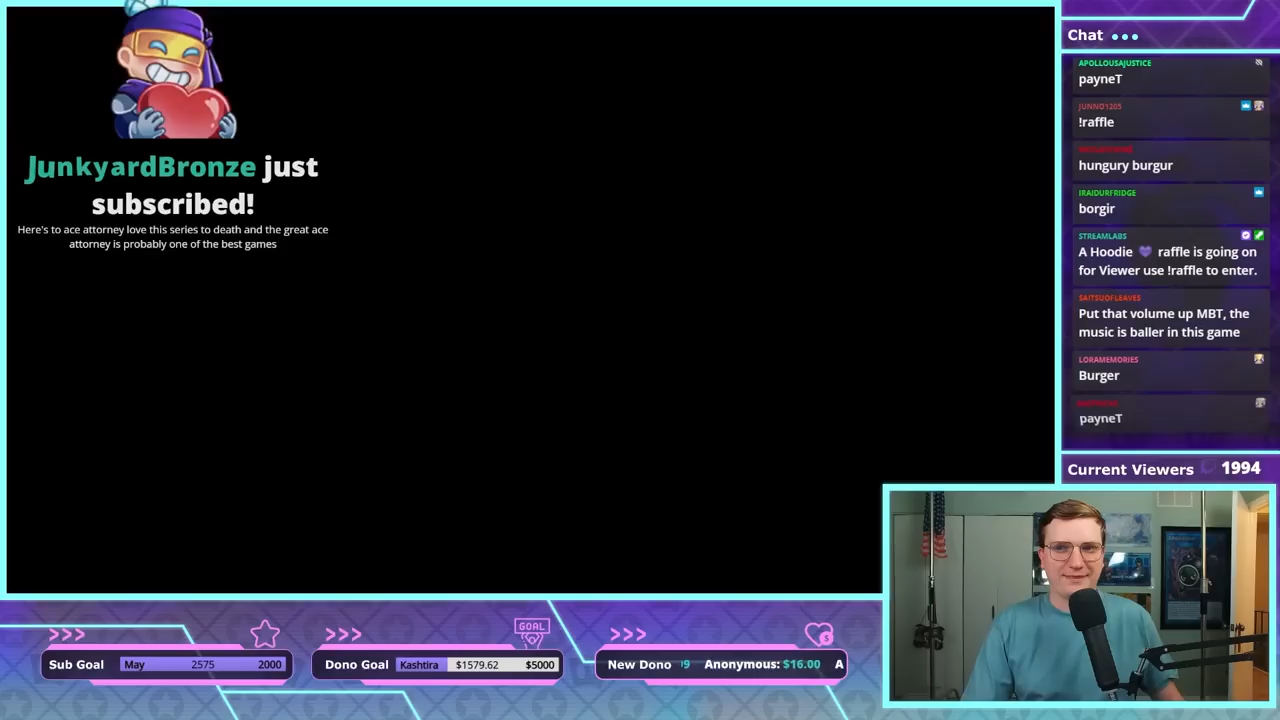 JunkyardBronze just
subscribed!
Here's to ace attorney love this series to death and the great ace
attorney is probably one of the best games
Chat
APOLLOUSAJUSTICE
payneT
JUNNO1205
!raffle
hungury burgur
IRAIDURFRIDGE
borgir
STREAMLABS
A Hoodie 💜 raffle is going on
for Viewer use !raffle to enter.
SAITSUOFLEAVES
Put that volume up MBT, the
music is baller in this game
LORAMEMORIES
Burger
payneT
Current Viewers 1994
>>>
Sub Goal May 2575 2000
>>>
GOAL
Dono Goal Kashtira $1579.62 $5000
>>>
$
New Dono 9 Anonymous: $16.00 A